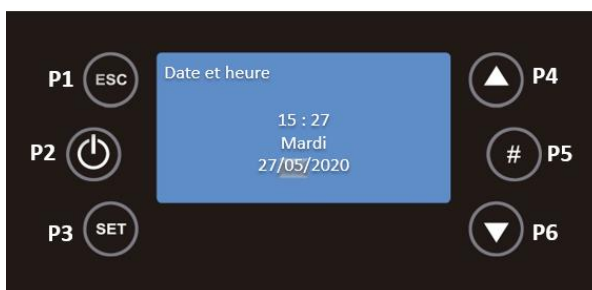 P1 ESC
P2
P3 SET
Date et heure
15 : 27
Mardi
27/05/2020
P4
# P5
P6